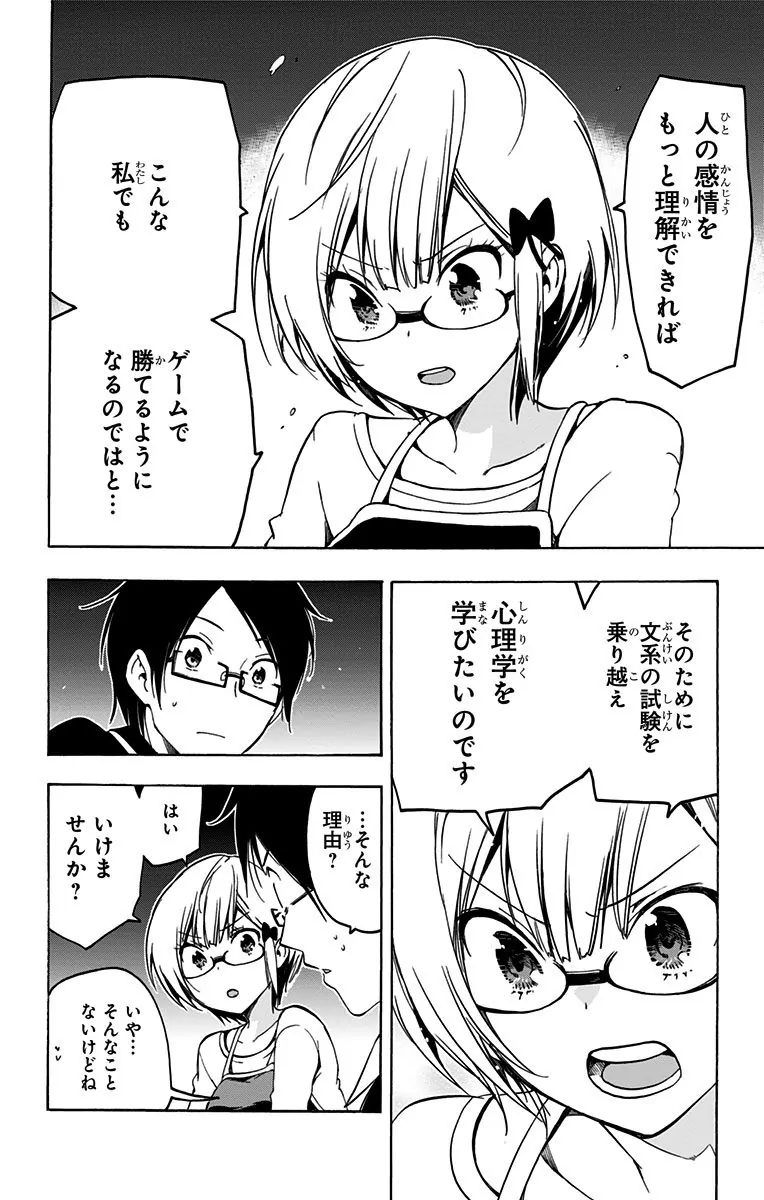 人の感情を
もっと理解できれば
こんな
私でも
ゲームで
勝てるように
なるのではと…
そのために
文系の試験を
乗り越え
心理学を
学びたいのです
…そんな
理由?
はい
いけま
せんか?
いや…
そんなこと
ないけどね